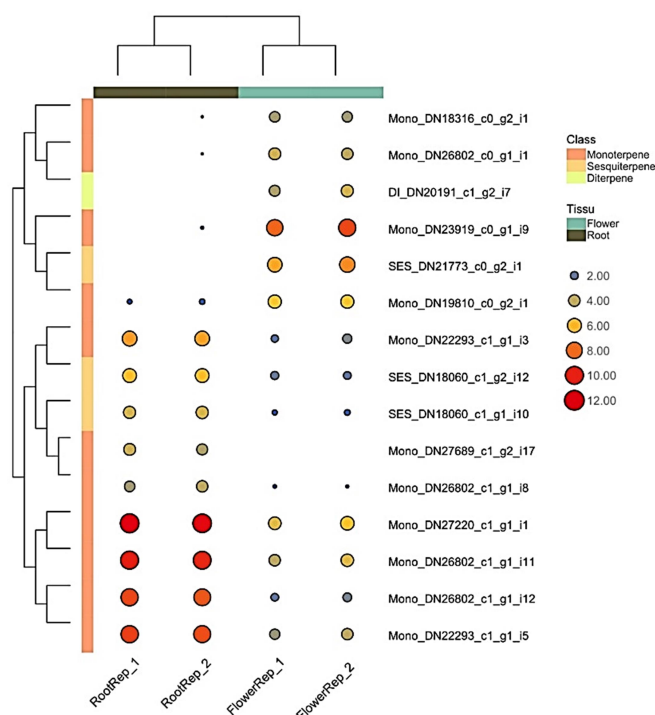 Mono_DN18316_c0_g2_i1
Mono_DN26802_c0_g1_i1
DI_DN20191_c1_g2_i7
Mono_DN23919_c0_g1_i9
SES_DN21773_c0_g2_i1
Mono_DN19810_c0_g2_i1
Mono_DN22293_c1_g1_i3
SES_DN18060_c1_g2_i12
SES_DN18060_c1_g1_i10
Mono_DN27689_c1_g2_i17
Mono_DN26802_c1_g1_i8
Mono_DN27220_c1_g1_i1
Mono_DN26802_c1_g1_i11
Mono_DN26802_c1_g1_i12
Mono_DN22293_c1_g1_i5
RootRep_1
RootRep_2
FlowerRep_1
FlowerRep_2
Class
Monoterpene
Sesquiterpene
Diterpene
Tissu
Flower
Root
2.00
4.00
6.00
8.00
10.00
12.00